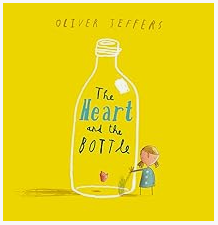 OLIVER JEFFERS
The
Heart
and the
BOTTLE